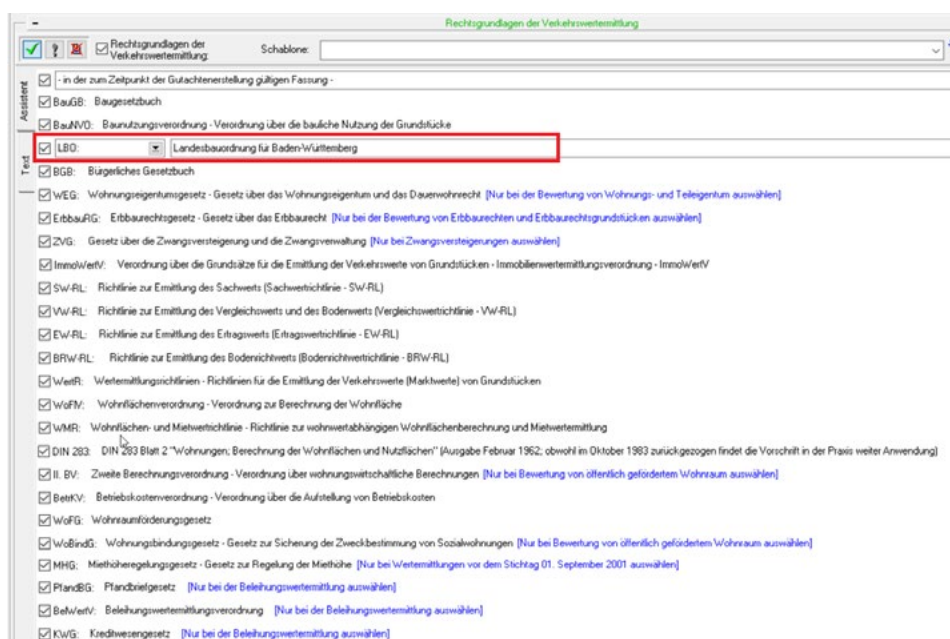 Rechtsgrundlagen der Verkehrswertermittlung
Rechtsgrundlagen der
Verkehrswertermittlung:
Schablone:
- in der zum Zeitpunkt der Gutachtenerstellung gültigen Fassung -
Assistent
BauGB: Baugesetzbuch
BauNVO: Baunutzungsverordnung - Verordnung über die bauliche Nutzung der Grundstücke
LBO: Landesbauordnung für Baden-Württemberg
Text
BGB: Bürgerliches Gesetzbuch
WEG: Wohnungseigentumsgesetz - Gesetz über das Wohnungseigentum und das Dauerwohnrecht [Nur bei der Bewertung von Wohnungs- und Teileigentum auswählen]
ErbbauRG: Erbbaurechtsgesetz - Gesetz über das Erbbaurecht [Nur bei der Bewertung von Erbbaurechten und Erbbaurechtsgrundstücken auswählen]
ZVG: Gesetz über die Zwangsversteigerung und die Zwangsverwaltung [Nur bei Zwangsversteigerungen auswählen]
ImmoWertV: Verordnung über die Grundsätze für die Ermittlung der Verkehrswerte von Grundstücken - Immobilienwertermittlungsverordnung - ImmoWertV
SW-RL: Richtlinie zur Ermittlung des Sachwerts (Sachwertrichtlinie - SW-RL)
VW-RL: Richtlinie zur Ermittlung des Vergleichswerts und des Bodenwerts (Vergleichswertrichtlinie - VW-RL)
EW-RL: Richtlinie zur Ermittlung des Ertragswerts (Ertragswertrichtlinie - EW-RL)
BRW-RL: Richtlinie zur Ermittlung des Bodenrichtwerts (Bodenrichtwertrichtlinie - BRW-RL)
WertR: Wertermittlungsrichtlinien - Richtlinien für die Ermittlung der Verkehrswerte (Marktwerte) von Grundstücken
WoFlV: Wohnflächenverordnung - Verordnung zur Berechnung der Wohnfläche
WMR: Wohnflächen- und Mietwertrichtlinie - Richtlinie zur wohnwertabhängigen Wohnflächenberechnung und Mietwertermittlung
DIN 283: DIN 283 Blatt 2 "Wohnungen; Berechnung der Wohnflächen und Nutzflächen" (Ausgabe Februar 1962; obwohl im Oktober 1983 zurückgezogen findet die Vorschrift in der Praxis weiter Anwendung)
II. BV: Zweite Berechnungsverordnung - Verordnung über wohnungswirtschaftliche Berechnungen [Nur bei Bewertung von öffentlich gefördertem Wohnraum auswählen]
BetrKV: Betriebskostenverordnung - Verordnung über die Aufstellung von Betriebskosten
WoFG: Wohnraumförderungsgesetz
WoBindG: Wohnungsbindungsgesetz - Gesetz zur Sicherung der Zweckbestimmung von Sozialwohnungen [Nur bei Bewertung von öffentlich gefördertem Wohnraum auswählen]
MHG: Miethöheregelungsgesetz - Gesetz zur Regelung der Miethöhe [Nur bei Wertermittlungen vor dem Stichtag 01. September 2001 auswählen]
PfandBG: Pfandbriefgesetz [Nur bei der Beleihungswertermittlung auswählen]
BelWertV: Beleihungswertermittlungsverordnung [Nur bei der Beleihungswertermittlung auswählen]
KWG: Kreditwesengesetz [Nur bei der Beleihungswertermittlung auswählen]